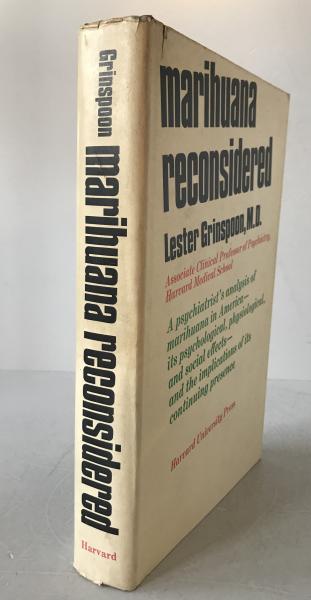 Grinspoon
marihuana reconsidered
Harvard
marihuana
reconsidered
Lester Grinspoon, M.D.
Associate Clinical Professor of Psychiatry,
Harvard Medical School
A psychiatrist's analysis of
marihuana in America—
its psychological, physiological,
and social effects—
and the implications of its
continuing presence
Harvard University Press